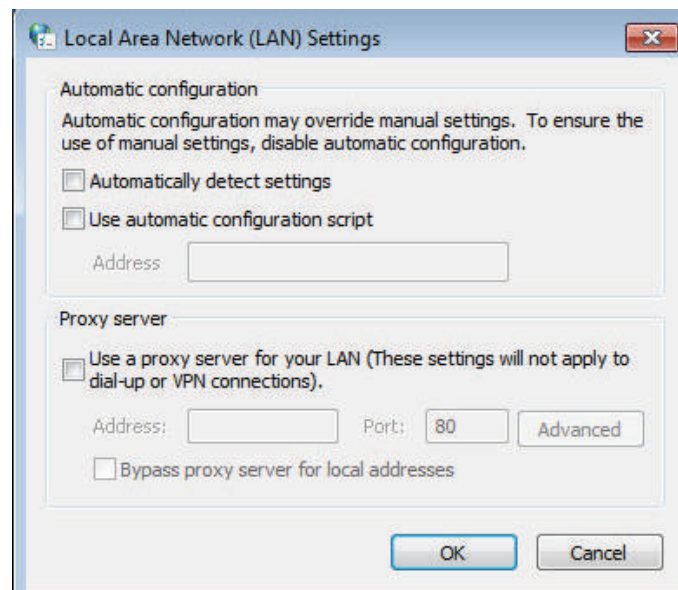 Local Area Network (LAN) Settings
Automatic configuration
Automatic configuration may override manual settings. To ensure the
use of manual settings, disable automatic configuration.
Automatically detect settings
Use automatic configuration script
Address
Proxy server
Use a proxy server for your LAN (These settings will not apply to
dial-up or VPN connections).
Address: Port: 80 Advanced
Bypass proxy server for local addresses
OK Cancel